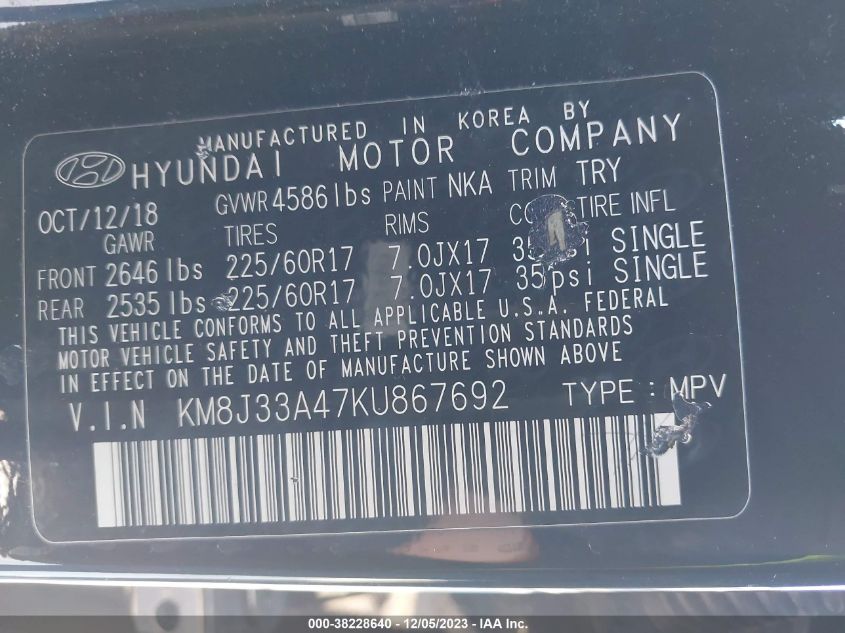 MANUFACTURED IN KOREA BY
HYUNDAI MOTOR COMPANY
OCT/12/18 GVWR 4586 lbs PAINT NKA TRIM TRY
GAWR TIRES RIMS TIRE INFL
FRONT 2646 lbs 225/60R17 7.0JX17 SINGLE
REAR 2535 lbs 225/60R17 7.0JX17 35psi SINGLE
THIS VEHICLE CONFORMS TO ALL APPLICABLE U.S.A. FEDERAL
MOTOR VEHICLE SAFETY AND THEFT PREVENTION STANDARDS
IN EFFECT ON THE DATE OF MANUFACTURE SHOWN ABOVE
V.I.N KM8J33A47KU867692 TYPE : MPV
000-38228640 - 12/05/2023 - IAA Inc.